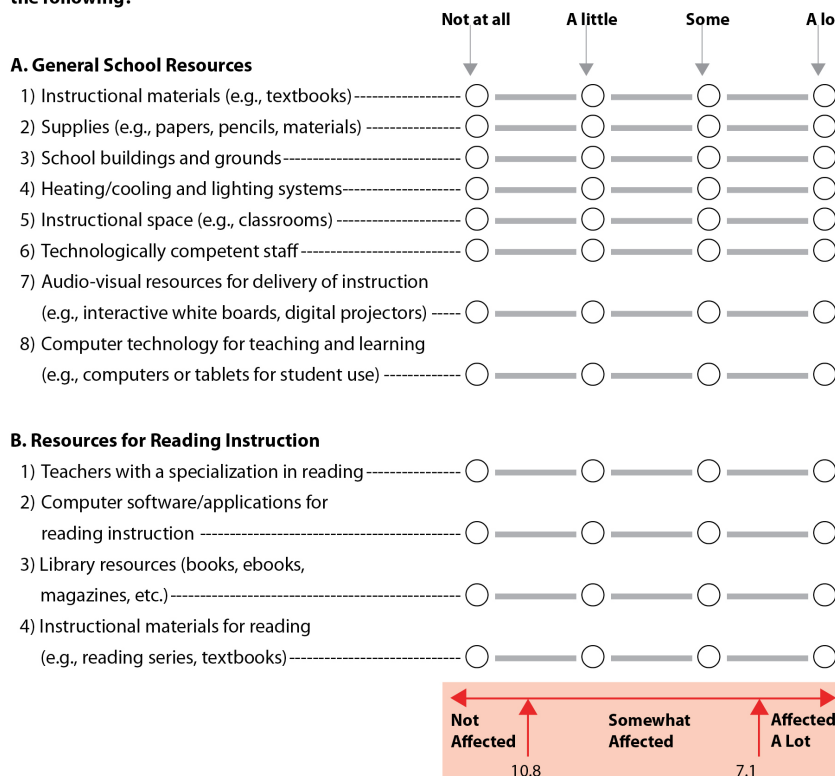 the following?
Not at all A little Some A lo
A. General School Resources
1) Instructional materials (e.g., textbooks)
2) Supplies (e.g., papers, pencils, materials)
3) School buildings and grounds
4) Heating/cooling and lighting systems
5) Instructional space (e.g., classrooms)
6) Technologically competent staff
7) Audio-visual resources for delivery of instruction
(e.g., interactive white boards, digital projectors)
8) Computer technology for teaching and learning
(e.g., computers or tablets for student use)
B. Resources for Reading Instruction
1) Teachers with a specialization in reading
2) Computer software/applications for
reading instruction
3) Library resources (books, ebooks,
magazines, etc.)
4) Instructional materials for reading
(e.g., reading series, textbooks)
Not Somewhat Affected
Affected Affected A Lot
10.8 7.1